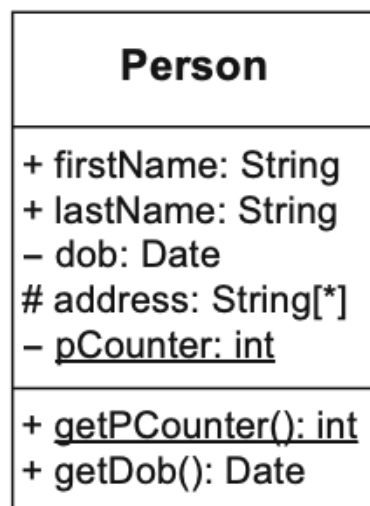 Person
+ firstName: String
+ lastName: String
– dob: Date
# address: String[*]
– pCounter: int
+ getPCounter(): int
+ getDob(): Date